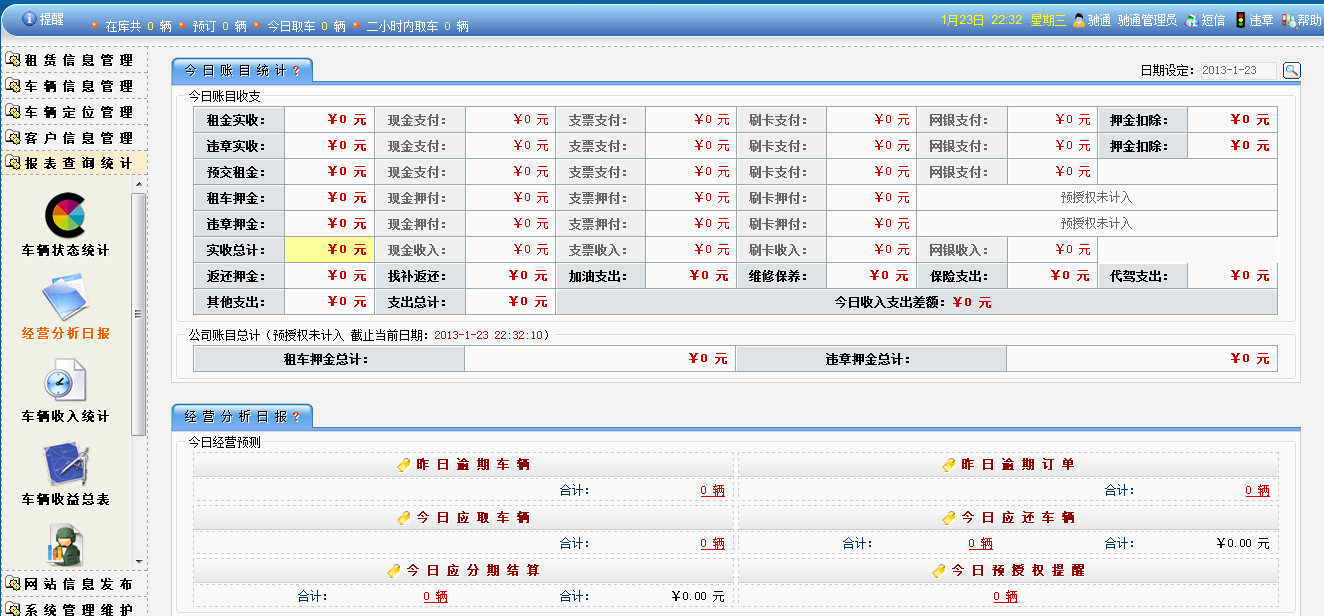 提醒 在库共 0 辆 预订 0 辆 今日取车 0 辆 二小时内取车 0 辆 1月23日 22:32 星期三 驰通 驰通管理员 短信 违章 帮助
租赁信息管理
车辆信息管理
车辆定位管理
客户信息管理
报表查询统计
车辆状态统计
经营分析日报
车辆收入统计
车辆收益总表
网站信息发布
系统管理维护
今日账目统计? 日期设定: 2013-1-23
今日账目收支
租金实收: ¥0 元 现金支付: ¥0 元 支票支付: ¥0 元 刷卡支付: ¥0 元 网银支付: ¥0 元 押金扣除: ¥0 元
违章实收: ¥0 元 现金支付: ¥0 元 支票支付: ¥0 元 刷卡支付: ¥0 元 网银支付: ¥0 元 押金扣除: ¥0 元
预交租金: ¥0 元 现金支付: ¥0 元 支票支付: ¥0 元 刷卡支付: ¥0 元 网银支付: ¥0 元
租车押金: ¥0 元 现金押付: ¥0 元 支票押付: ¥0 元 刷卡押付: ¥0 元 预授权未计入
违章押金: ¥0 元 现金押付: ¥0 元 支票押付: ¥0 元 刷卡押付: ¥0 元 预授权未计入
实收总计: ¥0 元 现金收入: ¥0 元 支票收入: ¥0 元 刷卡收入: ¥0 元 网银收入: ¥0 元
返还押金: ¥0 元 找补返还: ¥0 元 加油支出: ¥0 元 维修保养: ¥0 元 保险支出: ¥0 元 代驾支出: ¥0 元
其他支出: ¥0 元 支出总计: ¥0 元 今日收入支出差额: ¥0 元
公司账目总计(预授权未计入 截止当前日期: 2013-1-23 22:32:10)
租车押金总计: ¥0 元 违章押金总计: ¥0 元
经营分析日报?
今日经营预测
昨日逾期车辆 昨日逾期订单
合计: 0 辆 合计: 0 辆
今日应取车辆 今日应还车辆
合计: 0 辆 合计: 0 辆 合计: ¥0.00 元
今日应分期结算 今日预授权提醒
合计: 0 辆 合计: ¥0.00 元 0 辆